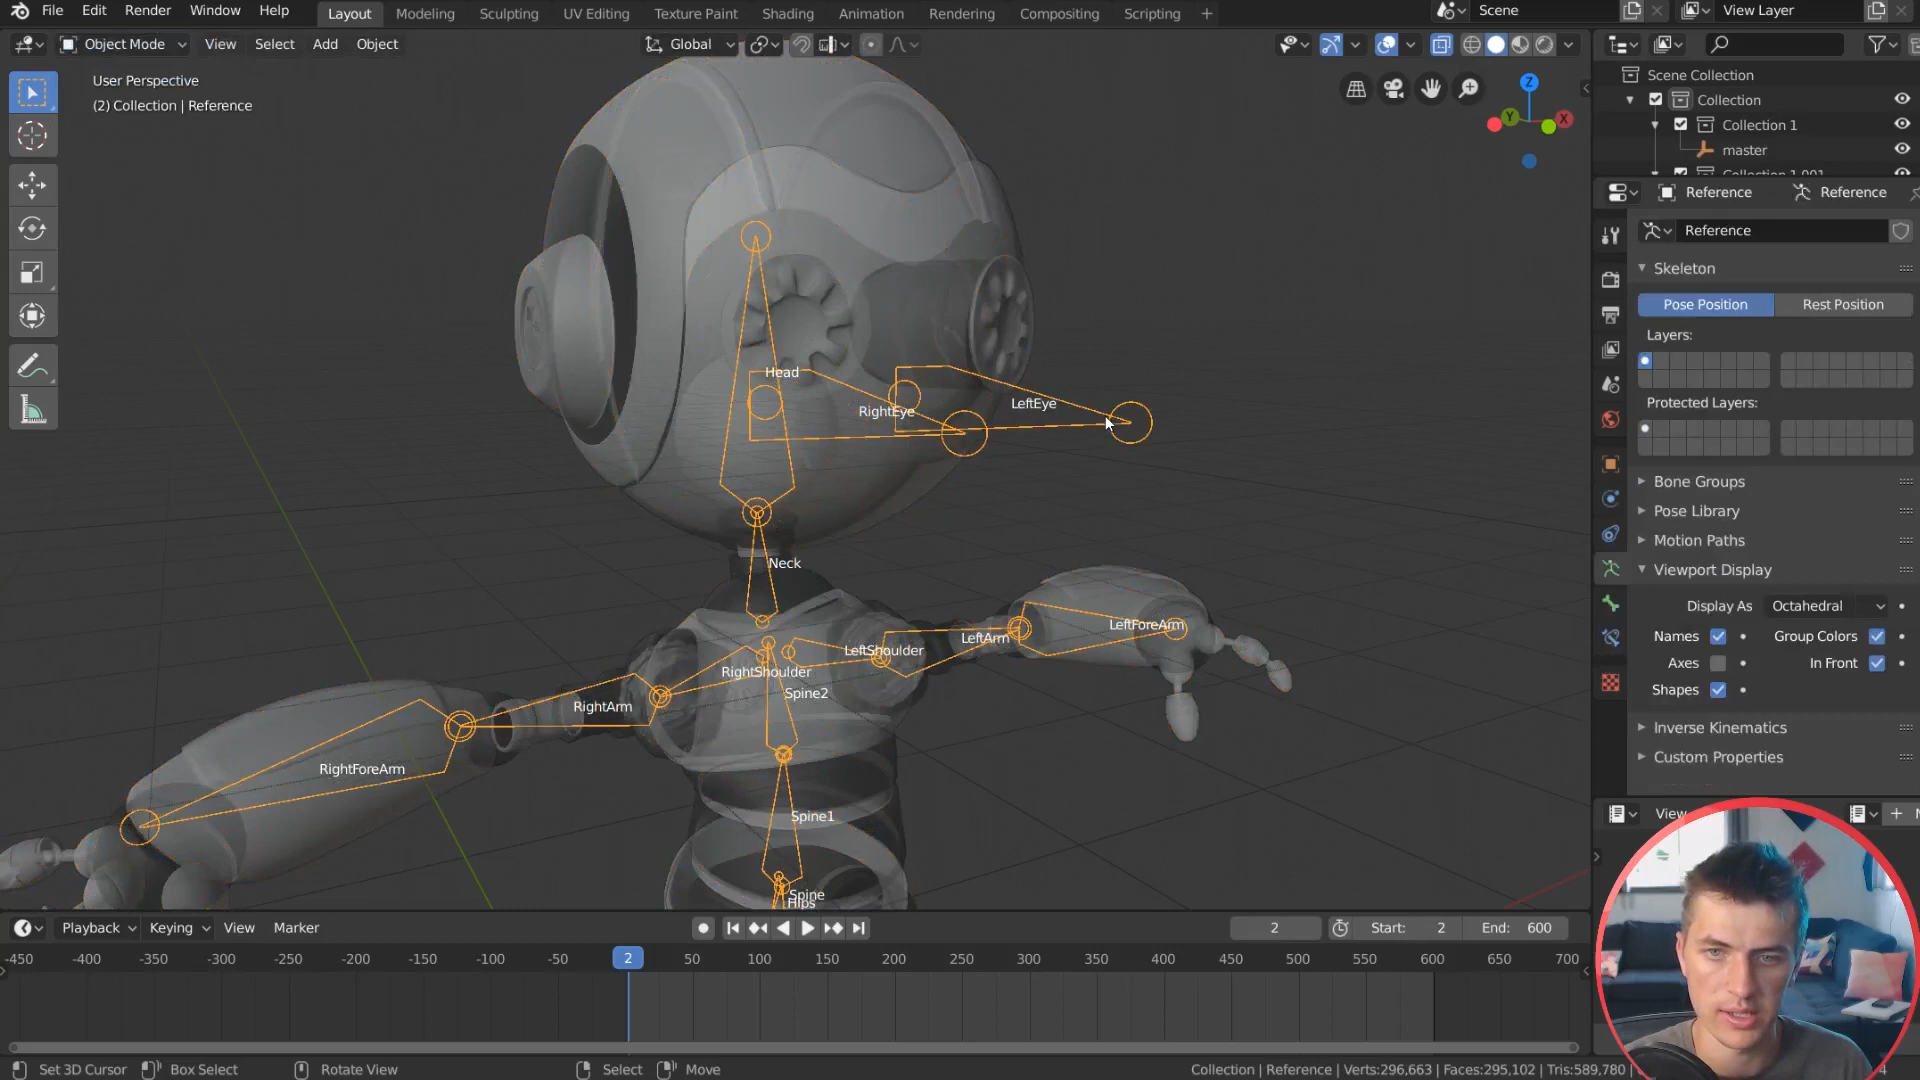 File Edit Render Window Help Layout Modeling Sculpting UV Editing Texture Paint Shading Animation Rendering Compositing Scripting + Scene View Layer
Object Mode View Select Add Object Global
User Perspective
(2) Collection | Reference
Z
Y
X
Scene Collection
Collection
Collection 1
master
Collection 1.001
Reference Reference
Reference
Skeleton
Pose Position Rest Position
Layers:
Protected Layers:
Bone Groups
Pose Library
Motion Paths
Viewport Display
Display As Octahedral
Names Group Colors
Axes In Front
Shapes
Inverse Kinematics
Custom Properties
View
Head
RightEye
LeftEye
Neck
LeftForeArm
LeftArm
LeftShoulder
RightShoulder
Spine2
RightArm
RightForeArm
Spine1
Spine
Hips
Playback Keying View Marker 2 Start: 2 End: 600
-450 -400 -350 -300 -250 -200 -150 -100 -50 2 50 100 150 200 250 300 350 400 450 500 550 600 650 700
Set 3D Cursor Box Select Rotate View Select Move Collection | Reference | Verts:296,663 | Faces:295,102 | Tris:589,780 |